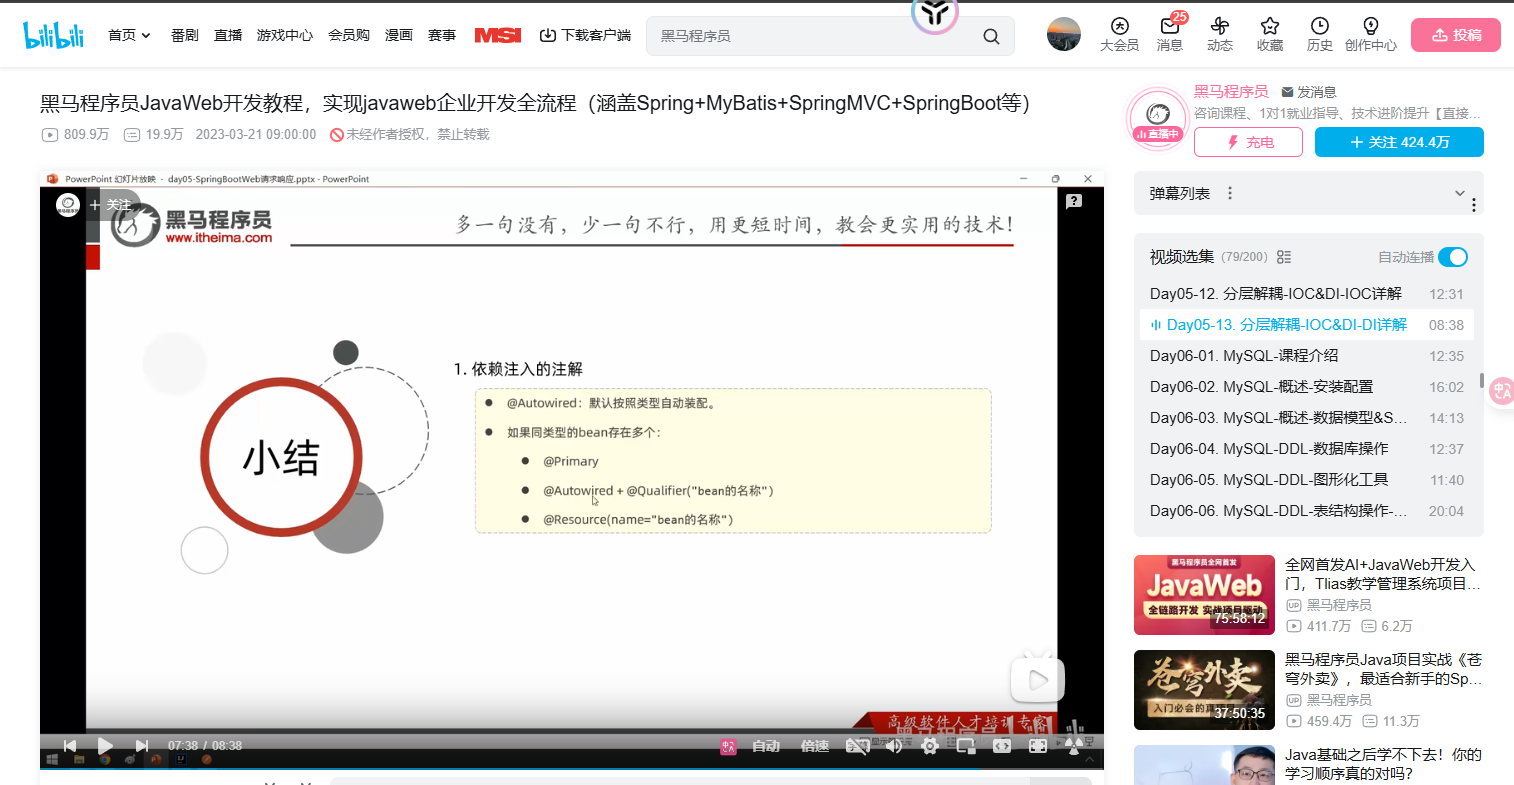 bilibili 首页 番剧 直播 游戏中心 会员购 漫画 赛事 MSI 下载客户端 黑马程序员 大会员 25 消息 动态 收藏 历史 创作中心 投稿
黑马程序员JavaWeb开发教程，实现javaweb企业开发全流程（涵盖Spring+MyBatis+SpringMVC+SpringBoot等）
809.9万 19.9万 2023-03-21 09:00:00 未经作者授权，禁止转载
PowerPoint 幻灯片放映 - day05-SpringBootWeb请求响应.pptx - PowerPoint
+ 关注
黑马程序员
www.itheima.com
多一句没有，少一句不行，用更短时间，教会更实用的技术！
小结
1. 依赖注入的注解
@Autowired：默认按照类型自动装配。
如果同类型的bean存在多个：
@Primary
@Autowired + @Qualifier("bean的名称")
@Resource(name="bean的名称")
高级软件人才培训专家
07:38 / 08:38 自动 倍速
黑马程序员 发消息
咨询课程、1对1就业指导、技术进阶提升【直接...
直播中
充电 + 关注 424.4万
弹幕列表
视频选集 (79/200) 自动连播
Day05-12. 分层解耦-IOC&DI-IOC详解 12:31
Day05-13. 分层解耦-IOC&DI-DI详解 08:38
Day06-01. MySQL-课程介绍 12:35
Day06-02. MySQL-概述-安装配置 16:02
Day06-03. MySQL-概述-数据模型&S... 14:13
Day06-04. MySQL-DDL-数据库操作 12:37
Day06-05. MySQL-DDL-图形化工具 11:40
Day06-06. MySQL-DDL-表结构操作-... 20:04
黑马程序员全网首发
JavaWeb
全链路开发 实战项目驱动
75:58:12
全网首发AI+JavaWeb开发入
门，Tlias教学管理系统项目...
UP 黑马程序员
411.7万 6.2万
苍穹外卖
入门必会的
37:50:35
黑马程序员Java项目实战《苍
穹外卖》，最适合新手的Sp...
UP 黑马程序员
459.4万 11.3万
Java基础之后学不下去！你的
学习顺序真的对吗？